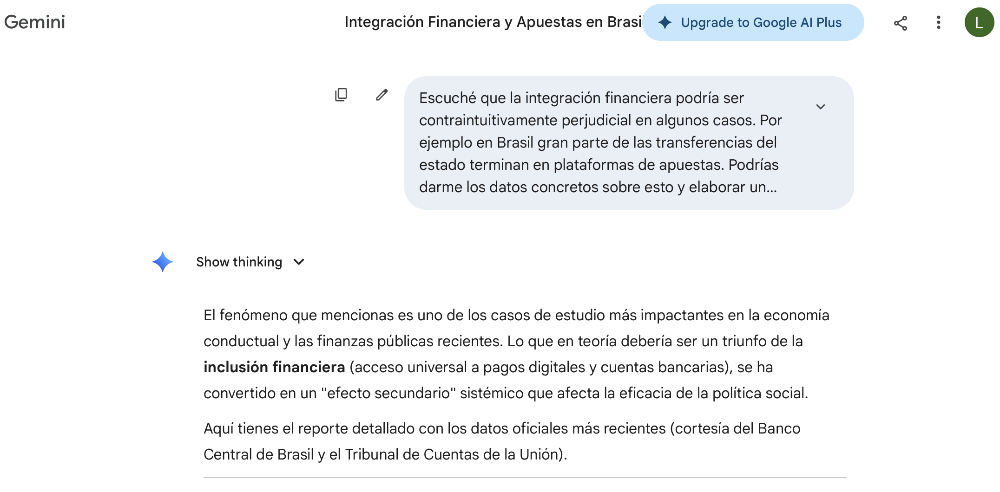 Gemini
Integración Financiera y Apuestas en Brasil
Upgrade to Google AI Plus
L
Escuché que la integración financiera podría ser
contraintuitivamente perjudicial en algunos casos. Por
ejemplo en Brasil gran parte de las transferencias del
estado terminan en plataformas de apuestas. Podrías
darme los datos concretos sobre esto y elaborar un...
Show thinking
El fenómeno que mencionas es uno de los casos de estudio más impactantes en la economía
conductual y las finanzas públicas recientes. Lo que en teoría debería ser un triunfo de la
inclusión financiera (acceso universal a pagos digitales y cuentas bancarias), se ha
convertido en un "efecto secundario" sistémico que afecta la eficacia de la política social.
Aquí tienes el reporte detallado con los datos oficiales más recientes (cortesía del Banco
Central de Brasil y el Tribunal de Cuentas de la Unión).